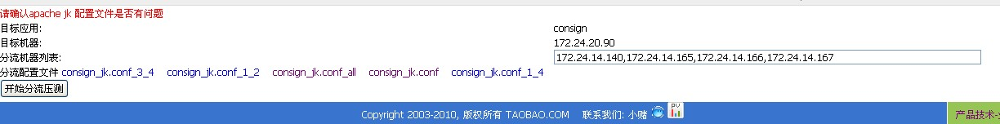 请确认apache jk 配置文件是否有问题
目标应用: consign
目标机器: 172.24.20.90
分流机器列表: 172.24.14.140,172.24.14.165,172.24.14.166,172.24.14.167
分流配置文件 consign_jk.conf_3_4 consign_jk.conf_1_2 consign_jk.conf_all consign_jk.conf consign_jk.conf_1_4
开始分流压测
Copyright 2003-2010, 版权所有 TAOBAO.COM 联系我们: 小赌 PV 产品技术-